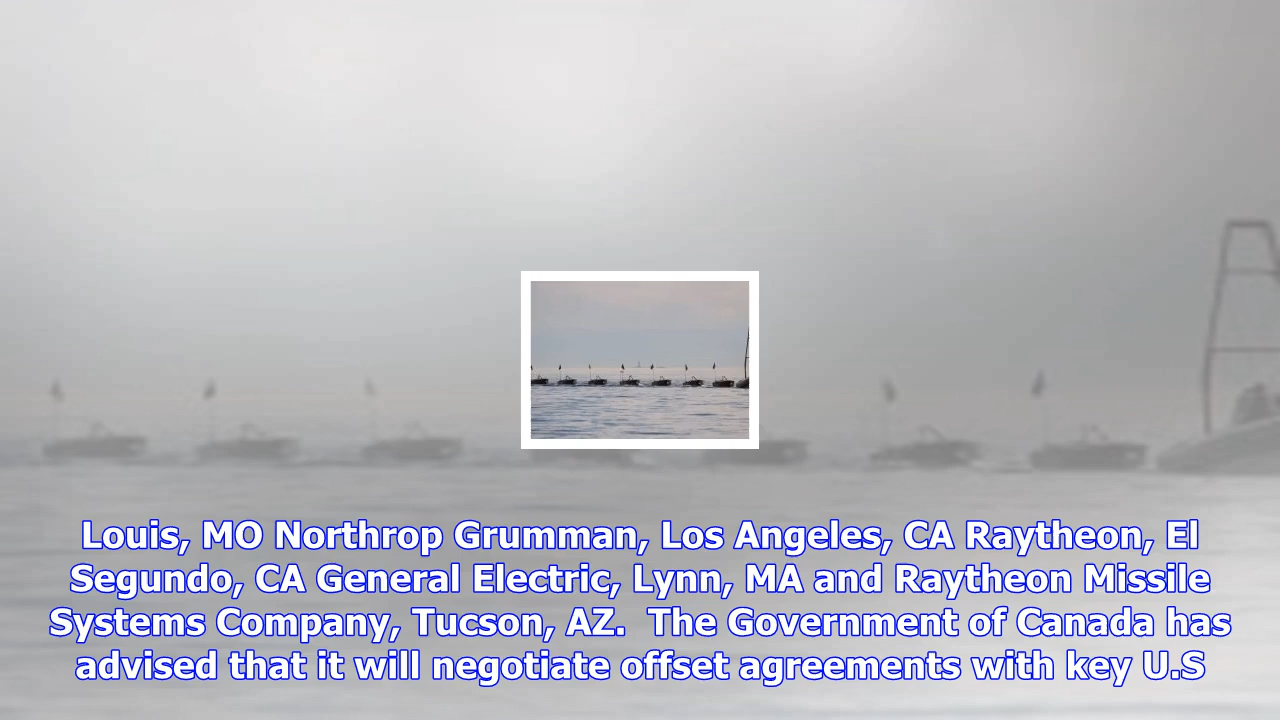 Louis, MO Northrop Grumman, Los Angeles, CA Raytheon, El
Segundo, CA General Electric, Lynn, MA and Raytheon Missile
Systems Company, Tucson, AZ.  The Government of Canada has
advised that it will negotiate offset agreements with key U.S